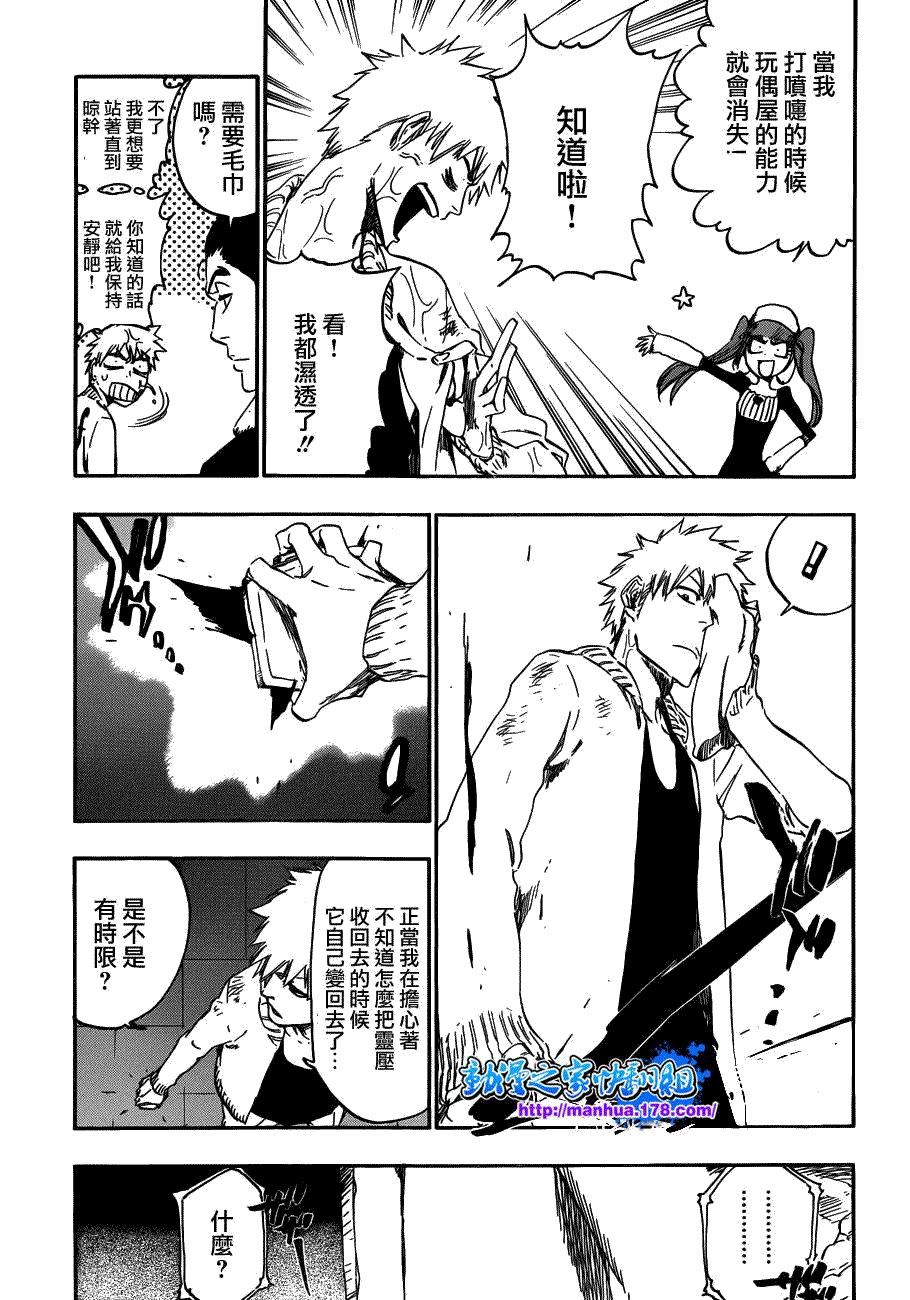 當我
打噴嚏的時候
玩偶屋的能力
就會消失!
知道啦！
看！
我都濕透了!!
需要毛巾
嗎？
不了
我更想要
站著直到
晾幹
你知道的話
就給我保持
安靜吧！
!
正當我在擔心著
不知道怎麼把靈壓
收回去的時候
它自己變回去了…
是不是
有時限？
動漫之家快翻組
http://manhua.178.com/
…………
什麼？